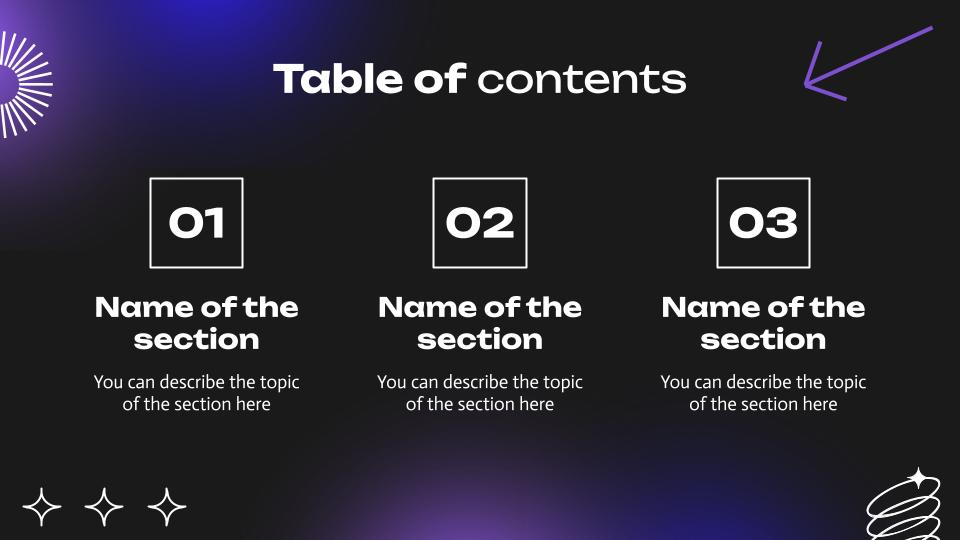 Table of contents
01
02
03
Name of the
section
You can describe the topic
of the section here
Name of the
section
You can describe the topic
of the section here
Name of the
section
You can describe the topic
of the section here